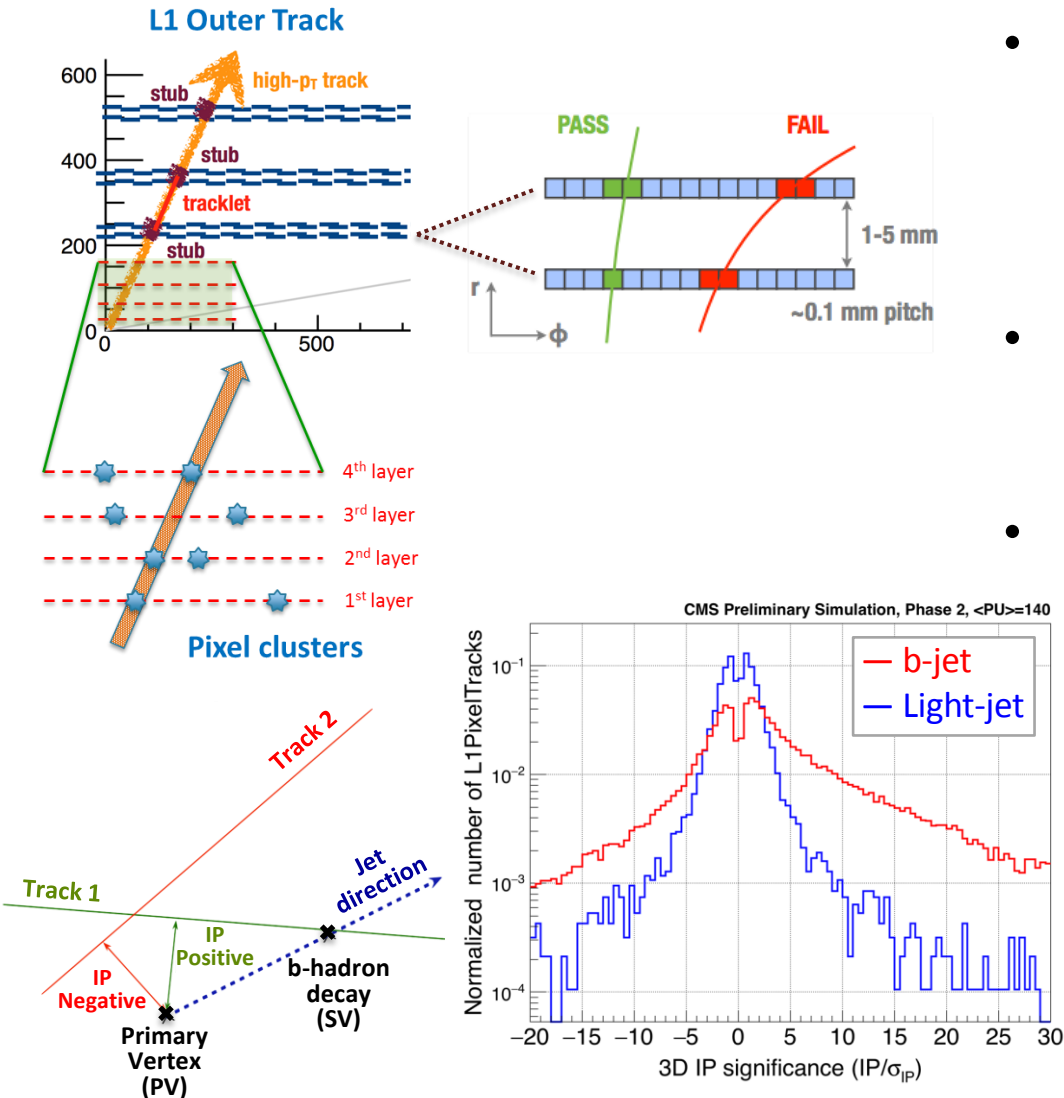 L1 Outer Track
600
400
200
0
0
500
high-pT track
stub
stub
tracklet
stub
PASS
FAIL
1-5 mm
~0.1 mm pitch
r
ϕ
4th layer
3rd layer
2nd layer
1st layer
Pixel clusters
Track 2
Track 1
Jet
direction
IP
Positive
IP
Negative
b-hadron
decay
(SV)
Primary
Vertex
(PV)
CMS Preliminary Simulation, Phase 2, <PU>=140
b-jet
Light-jet
Normalized number of L1PixelTracks
10⁻¹
10⁻²
10⁻³
10⁻⁴
−20 −15 −10 −5 0 5 10 15 20 25 30
3D IP significance (IP/σIP)